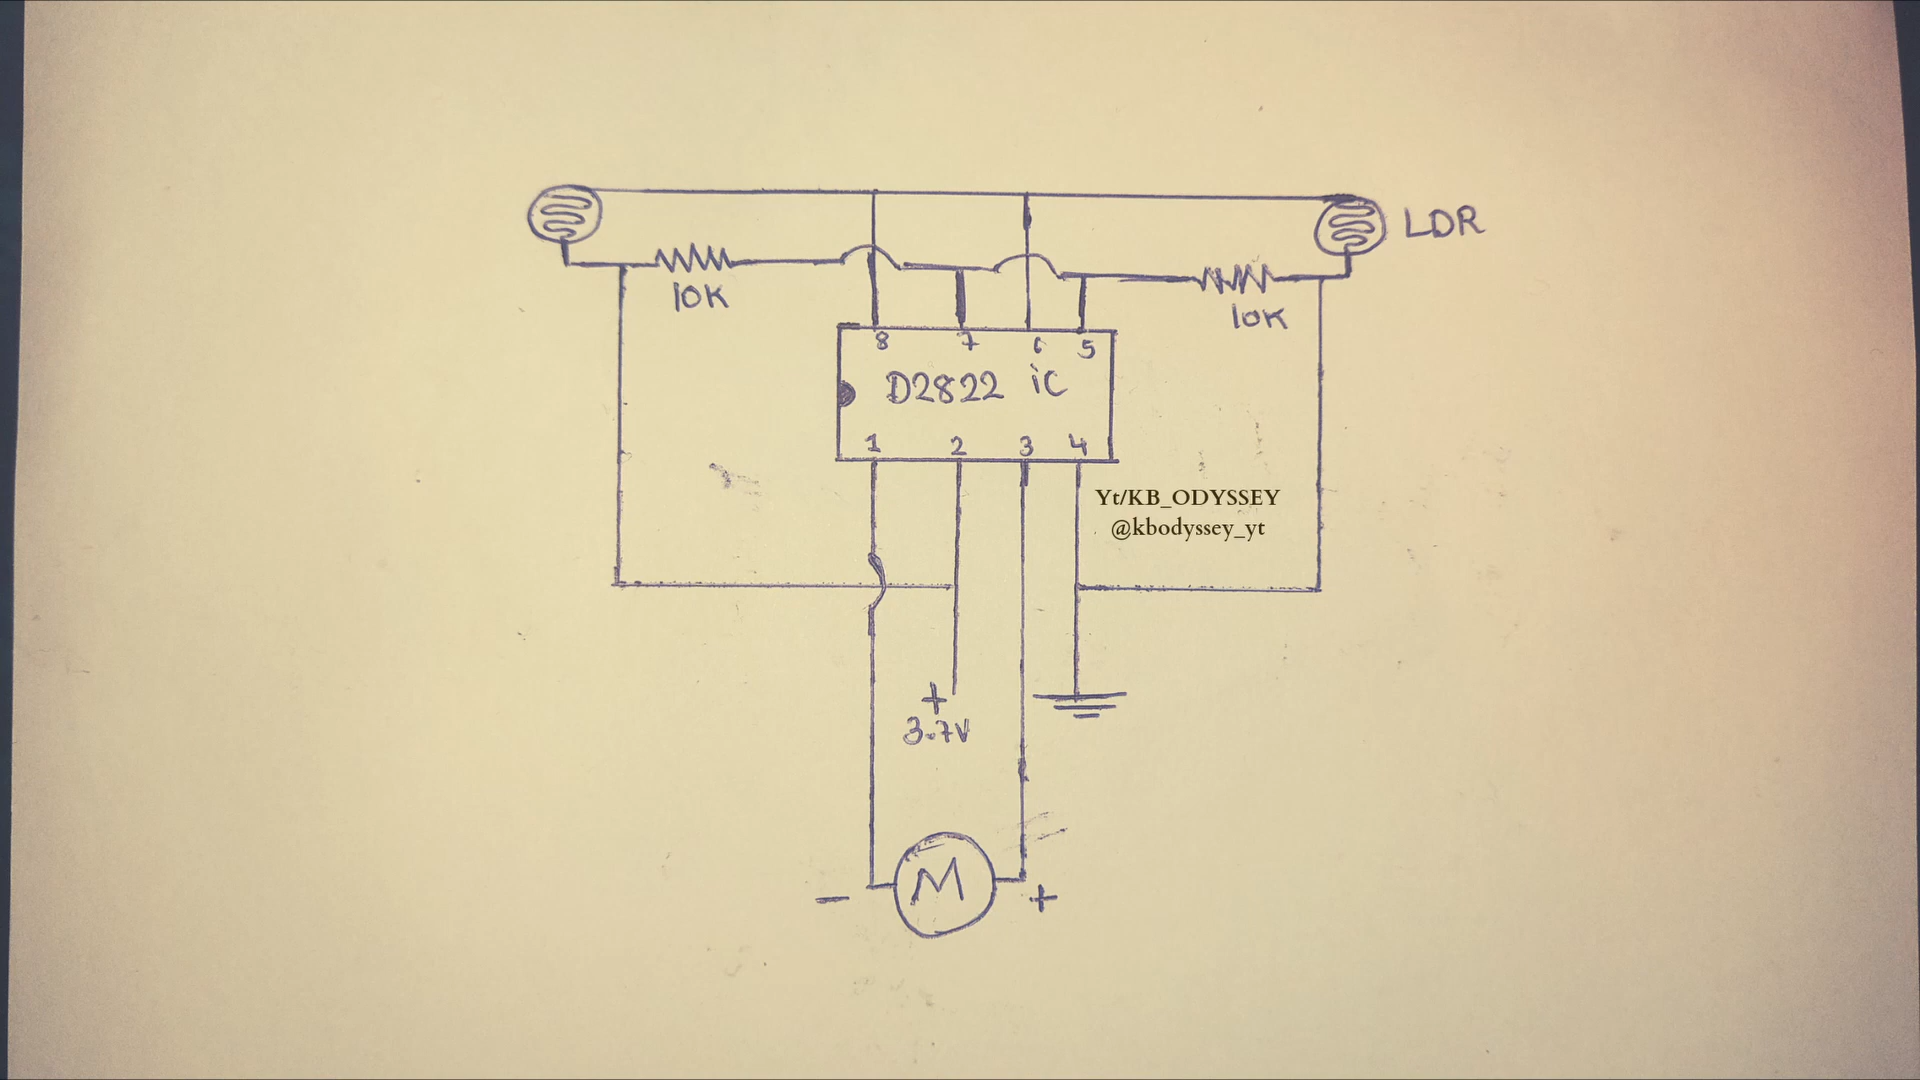 LDR
10K
10K
8 7 6 5
D2822 iC
1 2 3 4
Yt/KB_ODYSSEY
@kbodyssey_yt
+
3.7V
M
- +